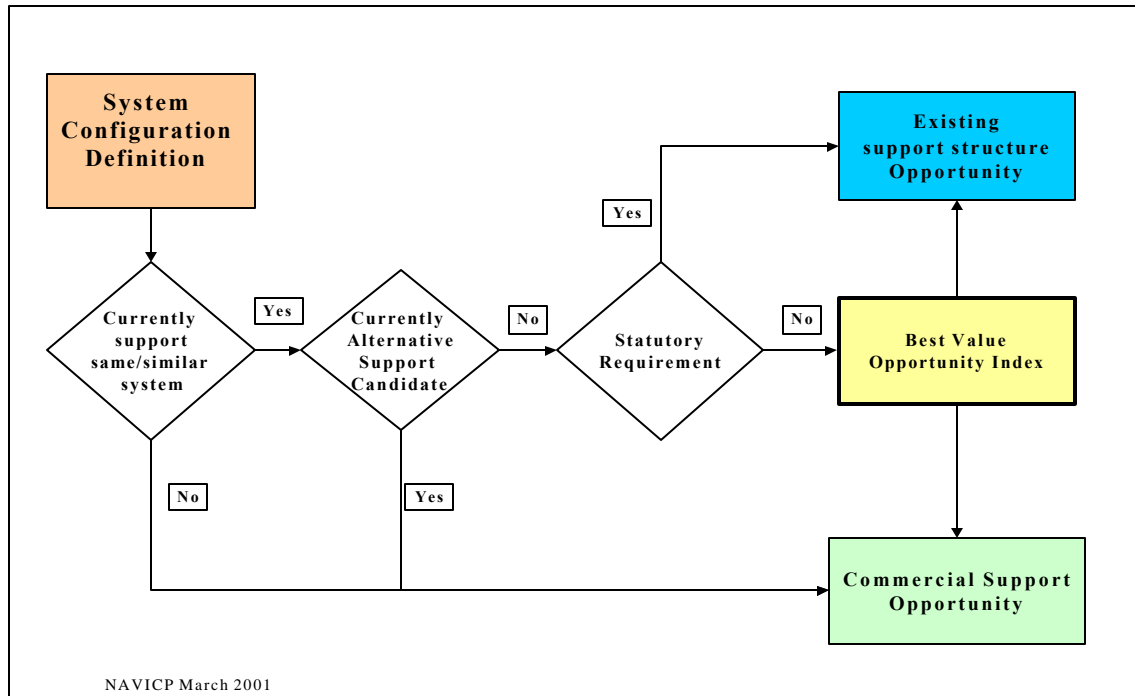 System
Configuration
Definition
Existing
support structure
Opportunity
Yes
Currently
support
same/similar
system
Yes
Currently
Alternative
Support
Candidate
No
Statutory
Requirement
No
Best Value
Opportunity Index
No
Yes
Commercial Support
Opportunity
NAVICP March 2001